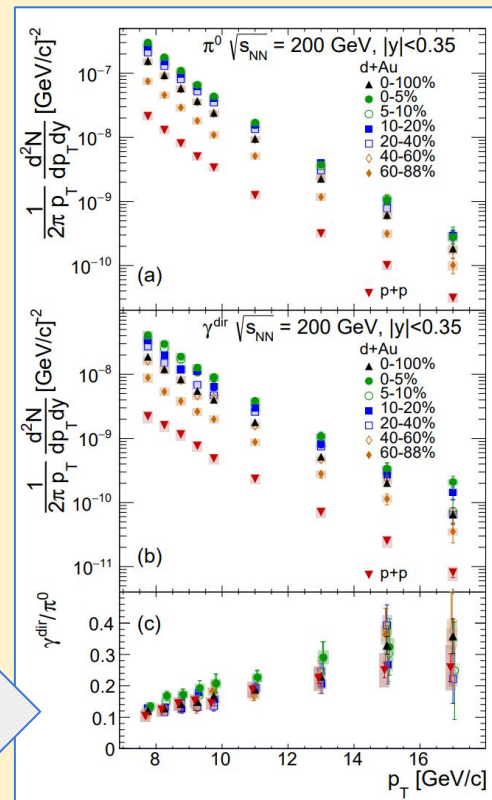 π⁰ √s_NN = 200 GeV, |y|<0.35
d+Au
0-100%
0-5%
5-10%
10-20%
20-40%
40-60%
60-88%
p+p
(a)
1/(2π p_T) d²N/(dp_T dy) [GeV/c]⁻²
10⁻⁷
10⁻⁸
10⁻⁹
10⁻¹⁰
γ^dir √s_NN = 200 GeV, |y|<0.35
d+Au
0-100%
0-5%
5-10%
10-20%
20-40%
40-60%
60-88%
p+p
(b)
1/(2π p_T) d²N/(dp_T dy) [GeV/c]⁻²
10⁻⁸
10⁻⁹
10⁻¹⁰
10⁻¹¹
(c)
γ^dir/π⁰
0.4
0.3
0.2
0.1
0
8 10 12 14 16 18
p_T [GeV/c]